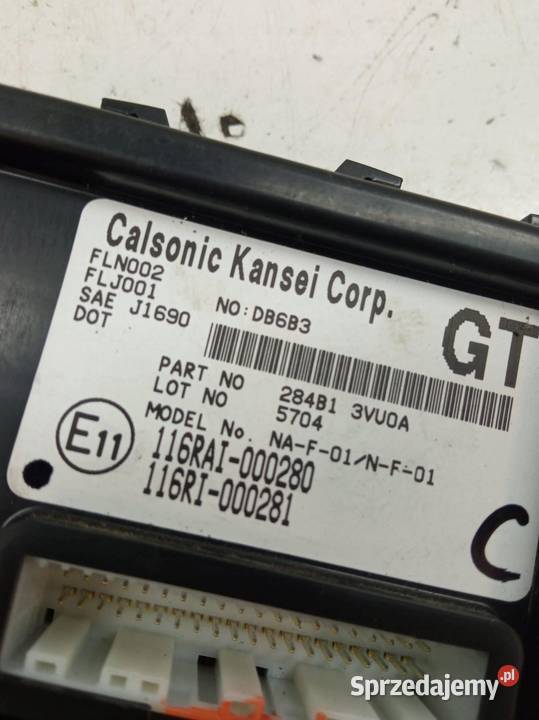 Calsonic Kansei Corp.
FLN002
FLJ001
SAE J1690
DOT
NO:DB6B3
GT
PART NO 284B1 3VU0A
LOT NO 5704
MODEL No. NA-F-01/N-F-01
E11
116RAI-000280
116RI-000281
C
Sprzedajemy.pl